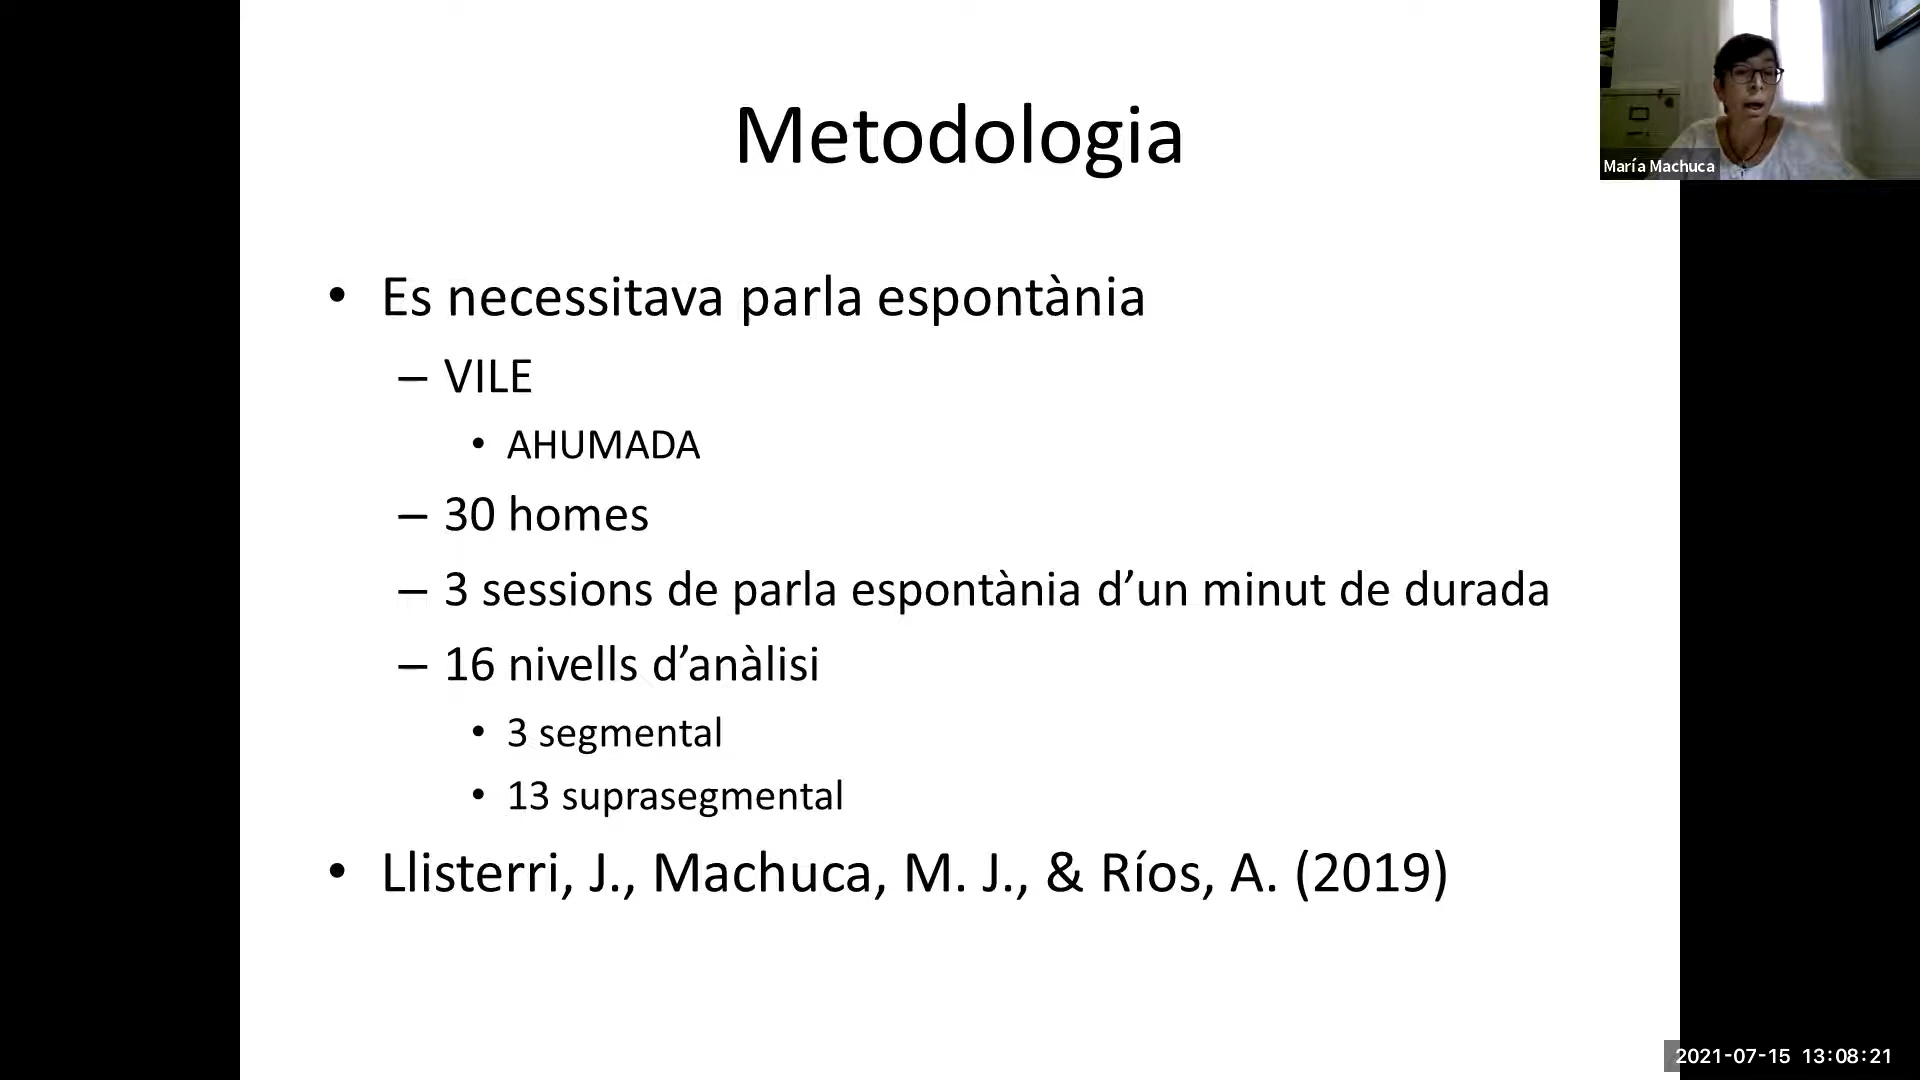 Metodologia
María Machuca
• Es necessitava parla espontània
– VILE
• AHUMADA
– 30 homes
– 3 sessions de parla espontània d’un minut de durada
– 16 nivells d’anàlisi
• 3 segmental
• 13 suprasegmental
• Llisterri, J., Machuca, M. J., & Ríos, A. (2019)
2021-07-15 13:08:21